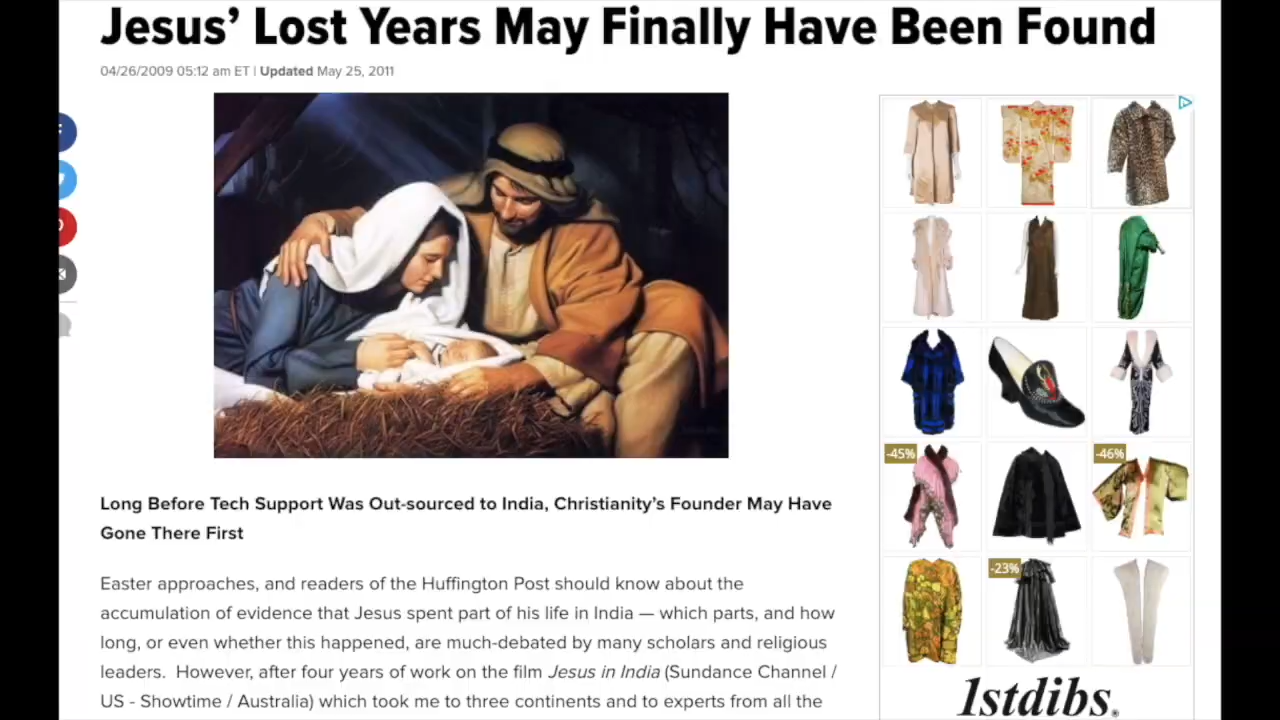 Jesus’ Lost Years May Finally Have Been Found
04/26/2009 05:12 am ET | Updated May 25, 2011
Long Before Tech Support Was Out-sourced to India, Christianity’s Founder May Have
Gone There First
Easter approaches, and readers of the Huffington Post should know about the
accumulation of evidence that Jesus spent part of his life in India — which parts, and how
long, or even whether this happened, are much-debated by many scholars and religious
leaders.  However, after four years of work on the film Jesus in India (Sundance Channel /
US - Showtime / Australia) which took me to three continents and to experts from all the
-45%
-46%
-23%
1stdibs.